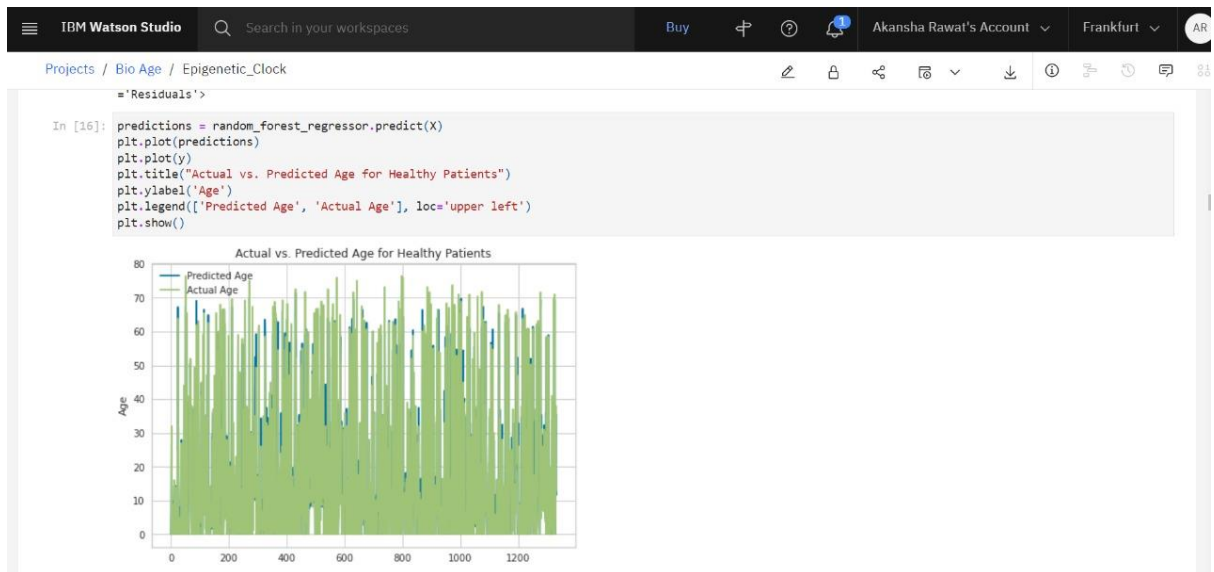 IBM Watson Studio Search in your workspaces Buy 1 Akansha Rawat's Account Frankfurt AR
Projects / Bio Age / Epigenetic_Clock
='Residuals'>
In [16]: predictions = random_forest_regressor.predict(X)
plt.plot(predictions)
plt.plot(y)
plt.title("Actual vs. Predicted Age for Healthy Patients")
plt.ylabel('Age')
plt.legend(['Predicted Age', 'Actual Age'], loc='upper left')
plt.show()
Actual vs. Predicted Age for Healthy Patients
80
Predicted Age
Actual Age
70
60
50
40
Age
30
20
10
0
0 200 400 600 800 1000 1200